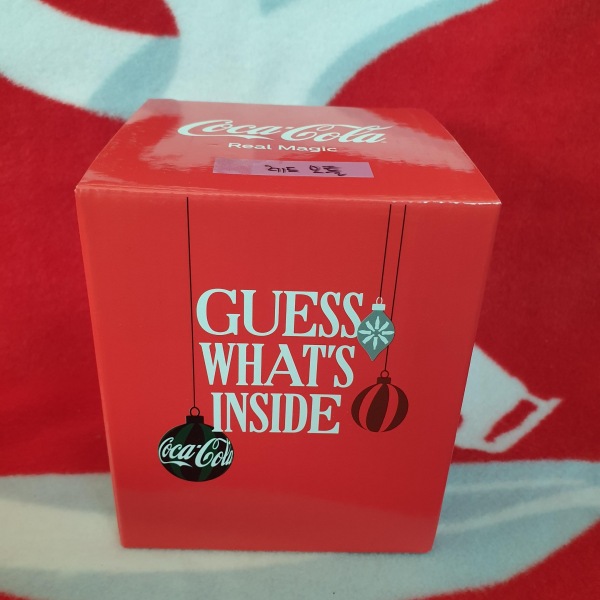 Coca-Cola
Real Magic
GUESS
WHAT'S
INSIDE
Coca-Cola